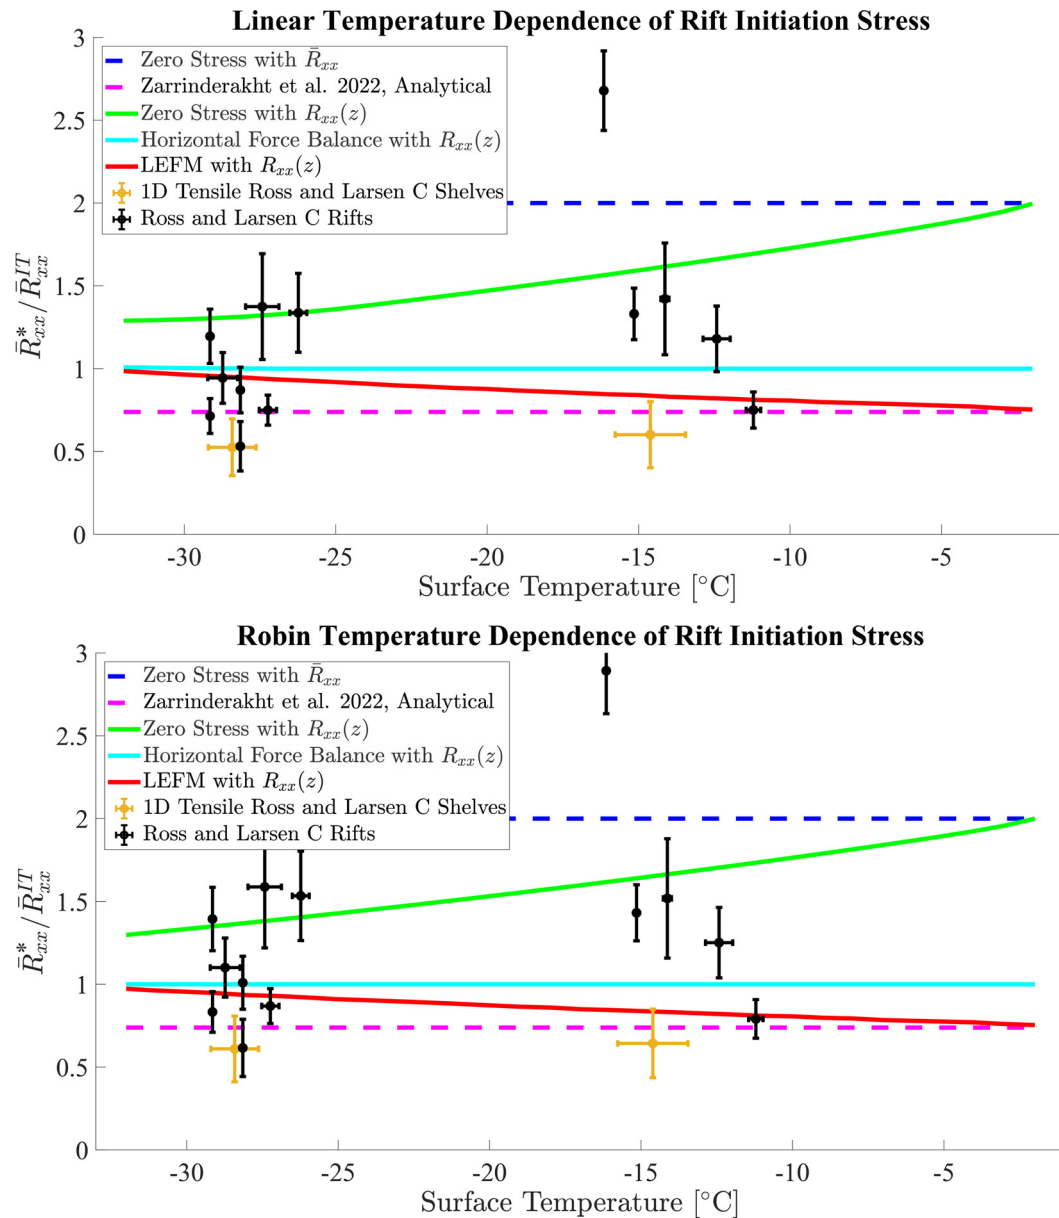 Linear Temperature Dependence of Rift Initiation Stress
3
2.5
2
1.5
1
0.5
0
Zero Stress with R̄xx
Zarrinderakht et al. 2022, Analytical
Zero Stress with Rxx(z)
Horizontal Force Balance with Rxx(z)
LEFM with Rxx(z)
1D Tensile Ross and Larsen C Shelves
Ross and Larsen C Rifts
R̄*xx/R̄ITxx
-30 -25 -20 -15 -10 -5
Surface Temperature [°C]
Robin Temperature Dependence of Rift Initiation Stress
3
2.5
2
1.5
1
0.5
0
Zero Stress with R̄xx
Zarrinderakht et al. 2022, Analytical
Zero Stress with Rxx(z)
Horizontal Force Balance with Rxx(z)
LEFM with Rxx(z)
1D Tensile Ross and Larsen C Shelves
Ross and Larsen C Rifts
R̄*xx/R̄ITxx
-30 -25 -20 -15 -10 -5
Surface Temperature [°C]